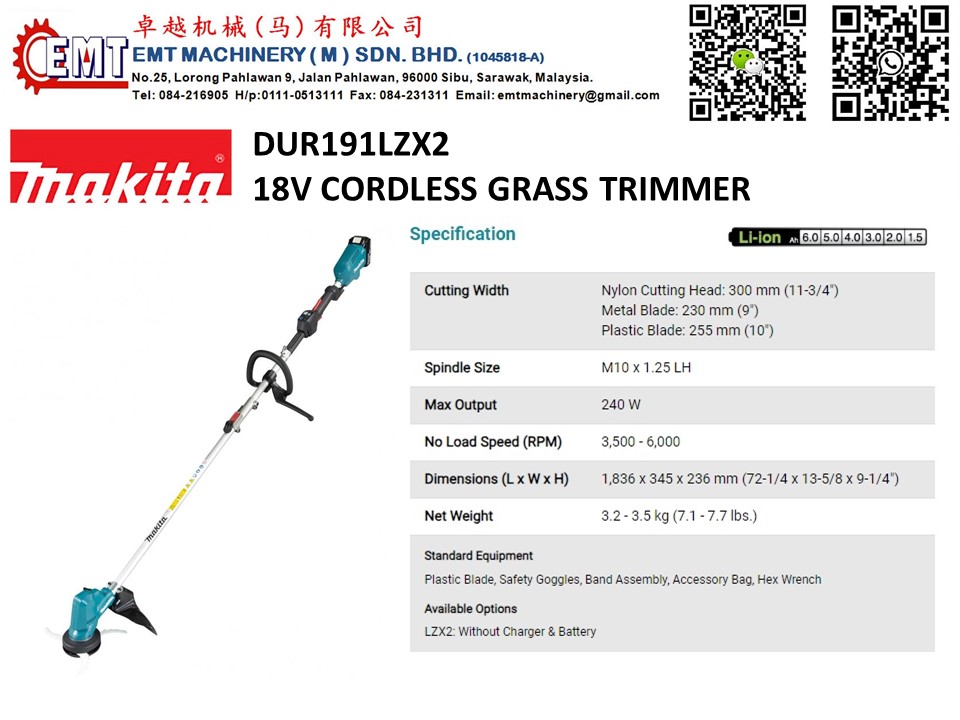 卓越机械(马)有限公司
EMT
EMT MACHINERY ( M ) SDN. BHD. (1045818-A)
No.25, Lorong Pahlawan 9, Jalan Pahlawan, 96000 Sibu, Sarawak, Malaysia.
Tel: 084-216905 H/p:0111-0513111 Fax: 084-231311 Email: emtmachinery@gmail.com
makita®
DUR191LZX2
18V CORDLESS GRASS TRIMMER
Specification
Li-ion Ah 6.0 5.0 4.0 3.0 2.0 1.5
Cutting Width Nylon Cutting Head: 300 mm (11-3/4")
Metal Blade: 230 mm (9")
Plastic Blade: 255 mm (10")
Spindle Size M10 x 1.25 LH
Max Output 240 W
No Load Speed (RPM) 3,500 - 6,000
Dimensions (L x W x H) 1,836 x 345 x 236 mm (72-1/4 x 13-5/8 x 9-1/4")
Net Weight 3.2 - 3.5 kg (7.1 - 7.7 lbs.)
Standard Equipment
Plastic Blade, Safety Goggles, Band Assembly, Accessory Bag, Hex Wrench
Available Options
LZX2: Without Charger & Battery
makita